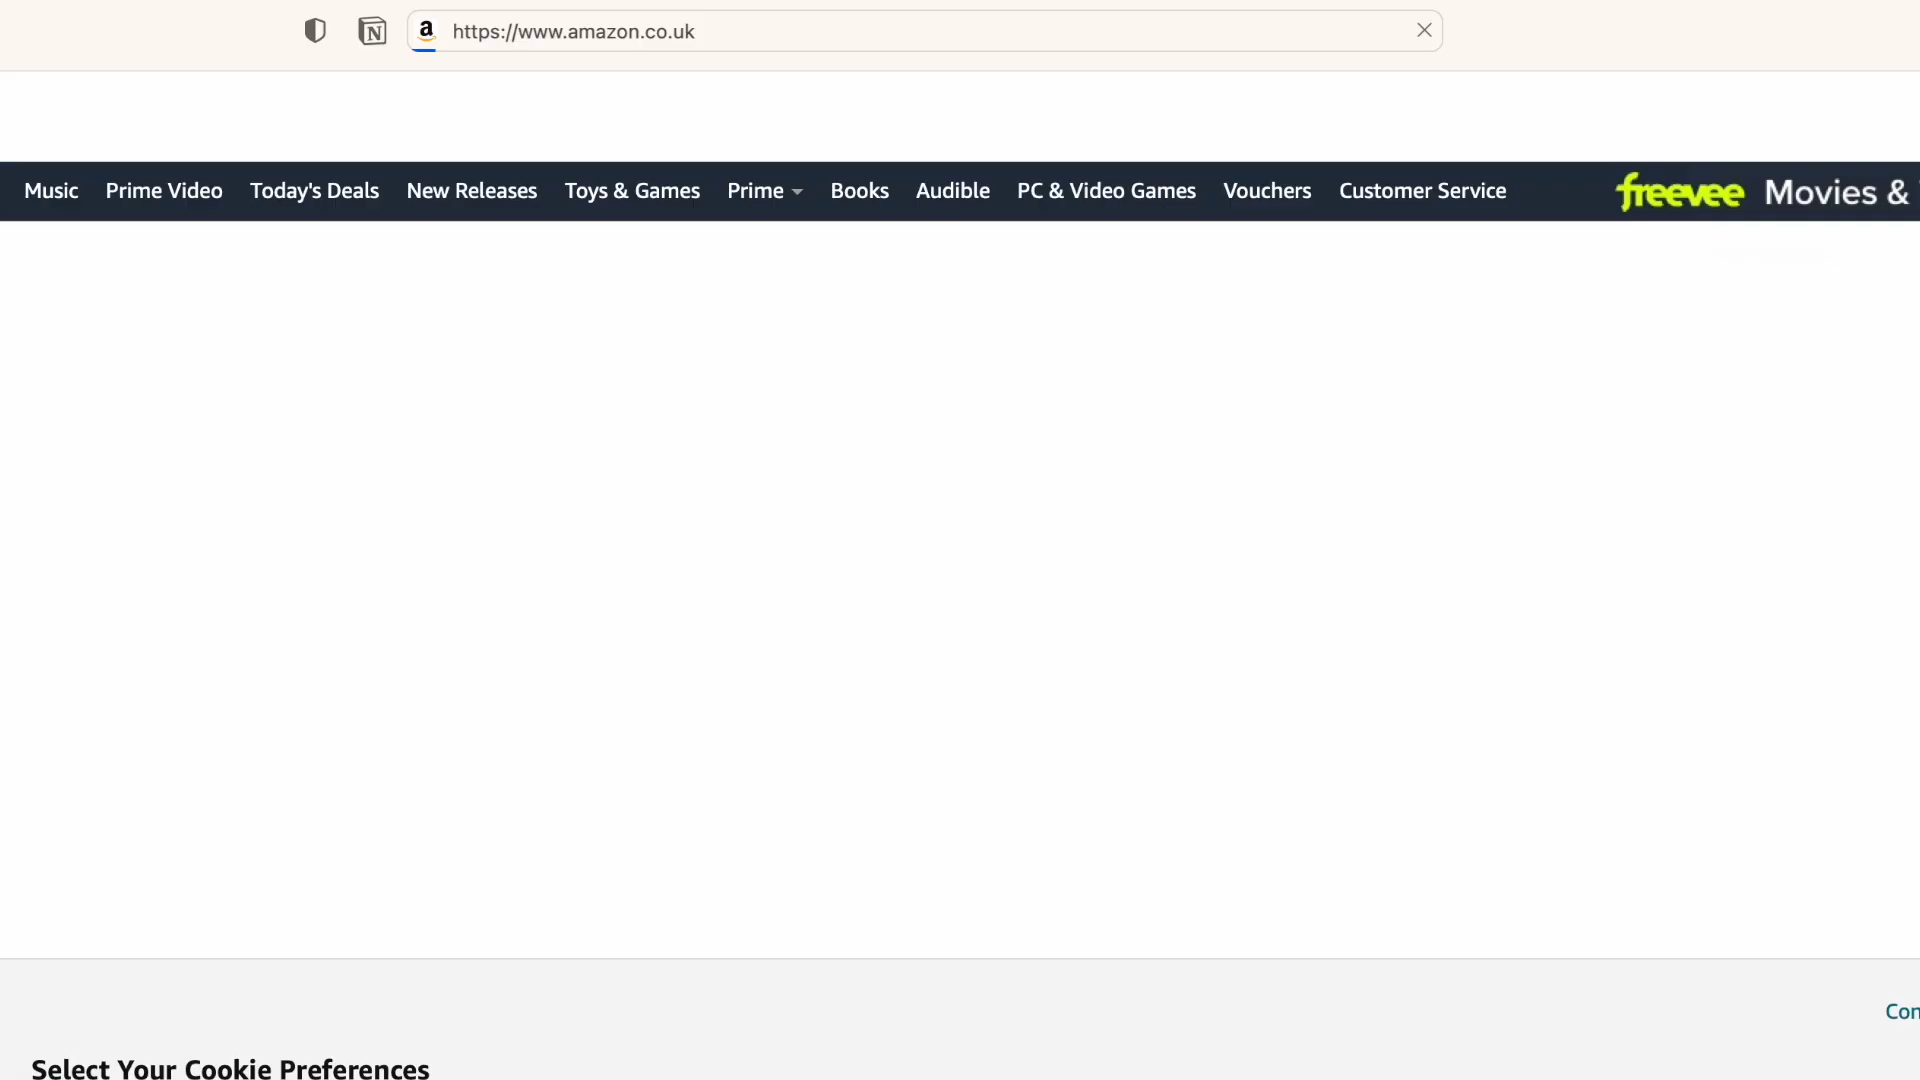 https://www.amazon.co.uk
Music Prime Video Today's Deals New Releases Toys & Games Prime Books Audible PC & Video Games Vouchers Customer Service freevee Movies &
Con
Select Your Cookie Preferences